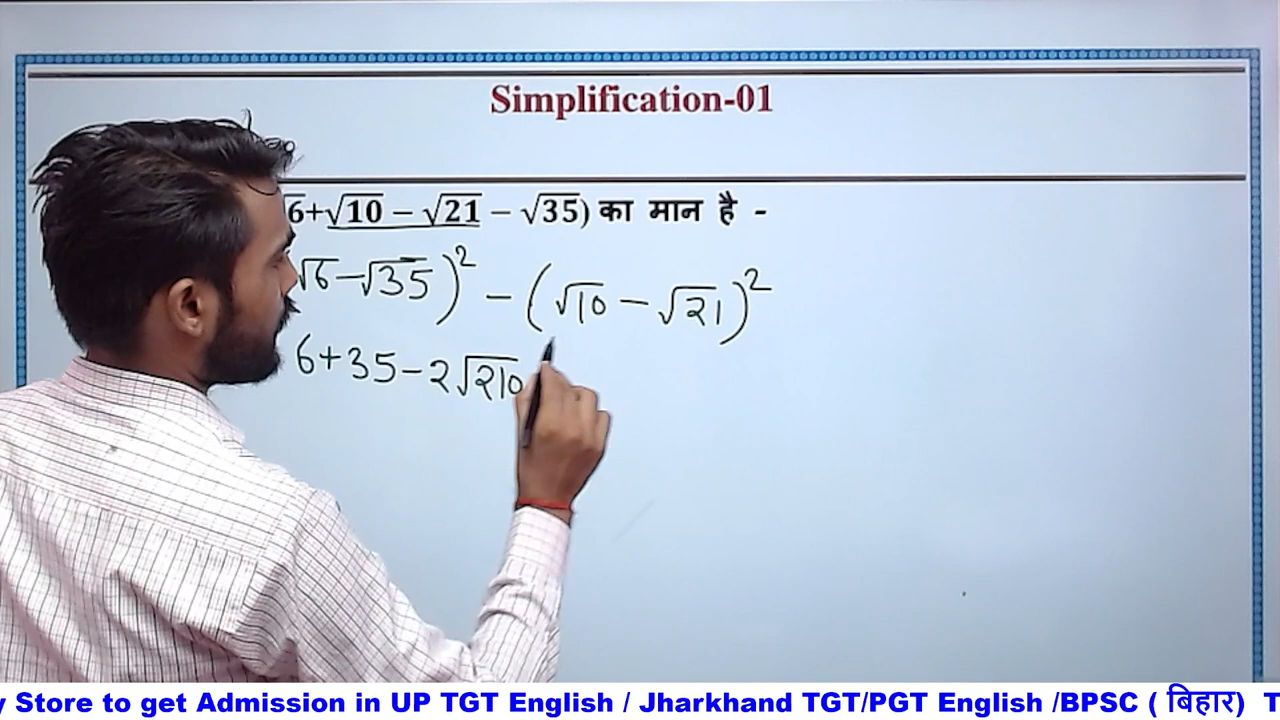 Simplification-01
6+√10 − √21 − √35) का मान है -
√6 − √35)² − (√10 − √21)²
6+35−2√210
y Store to get Admission in UP TGT English / Jharkhand TGT/PGT English /BPSC ( बिहार) T